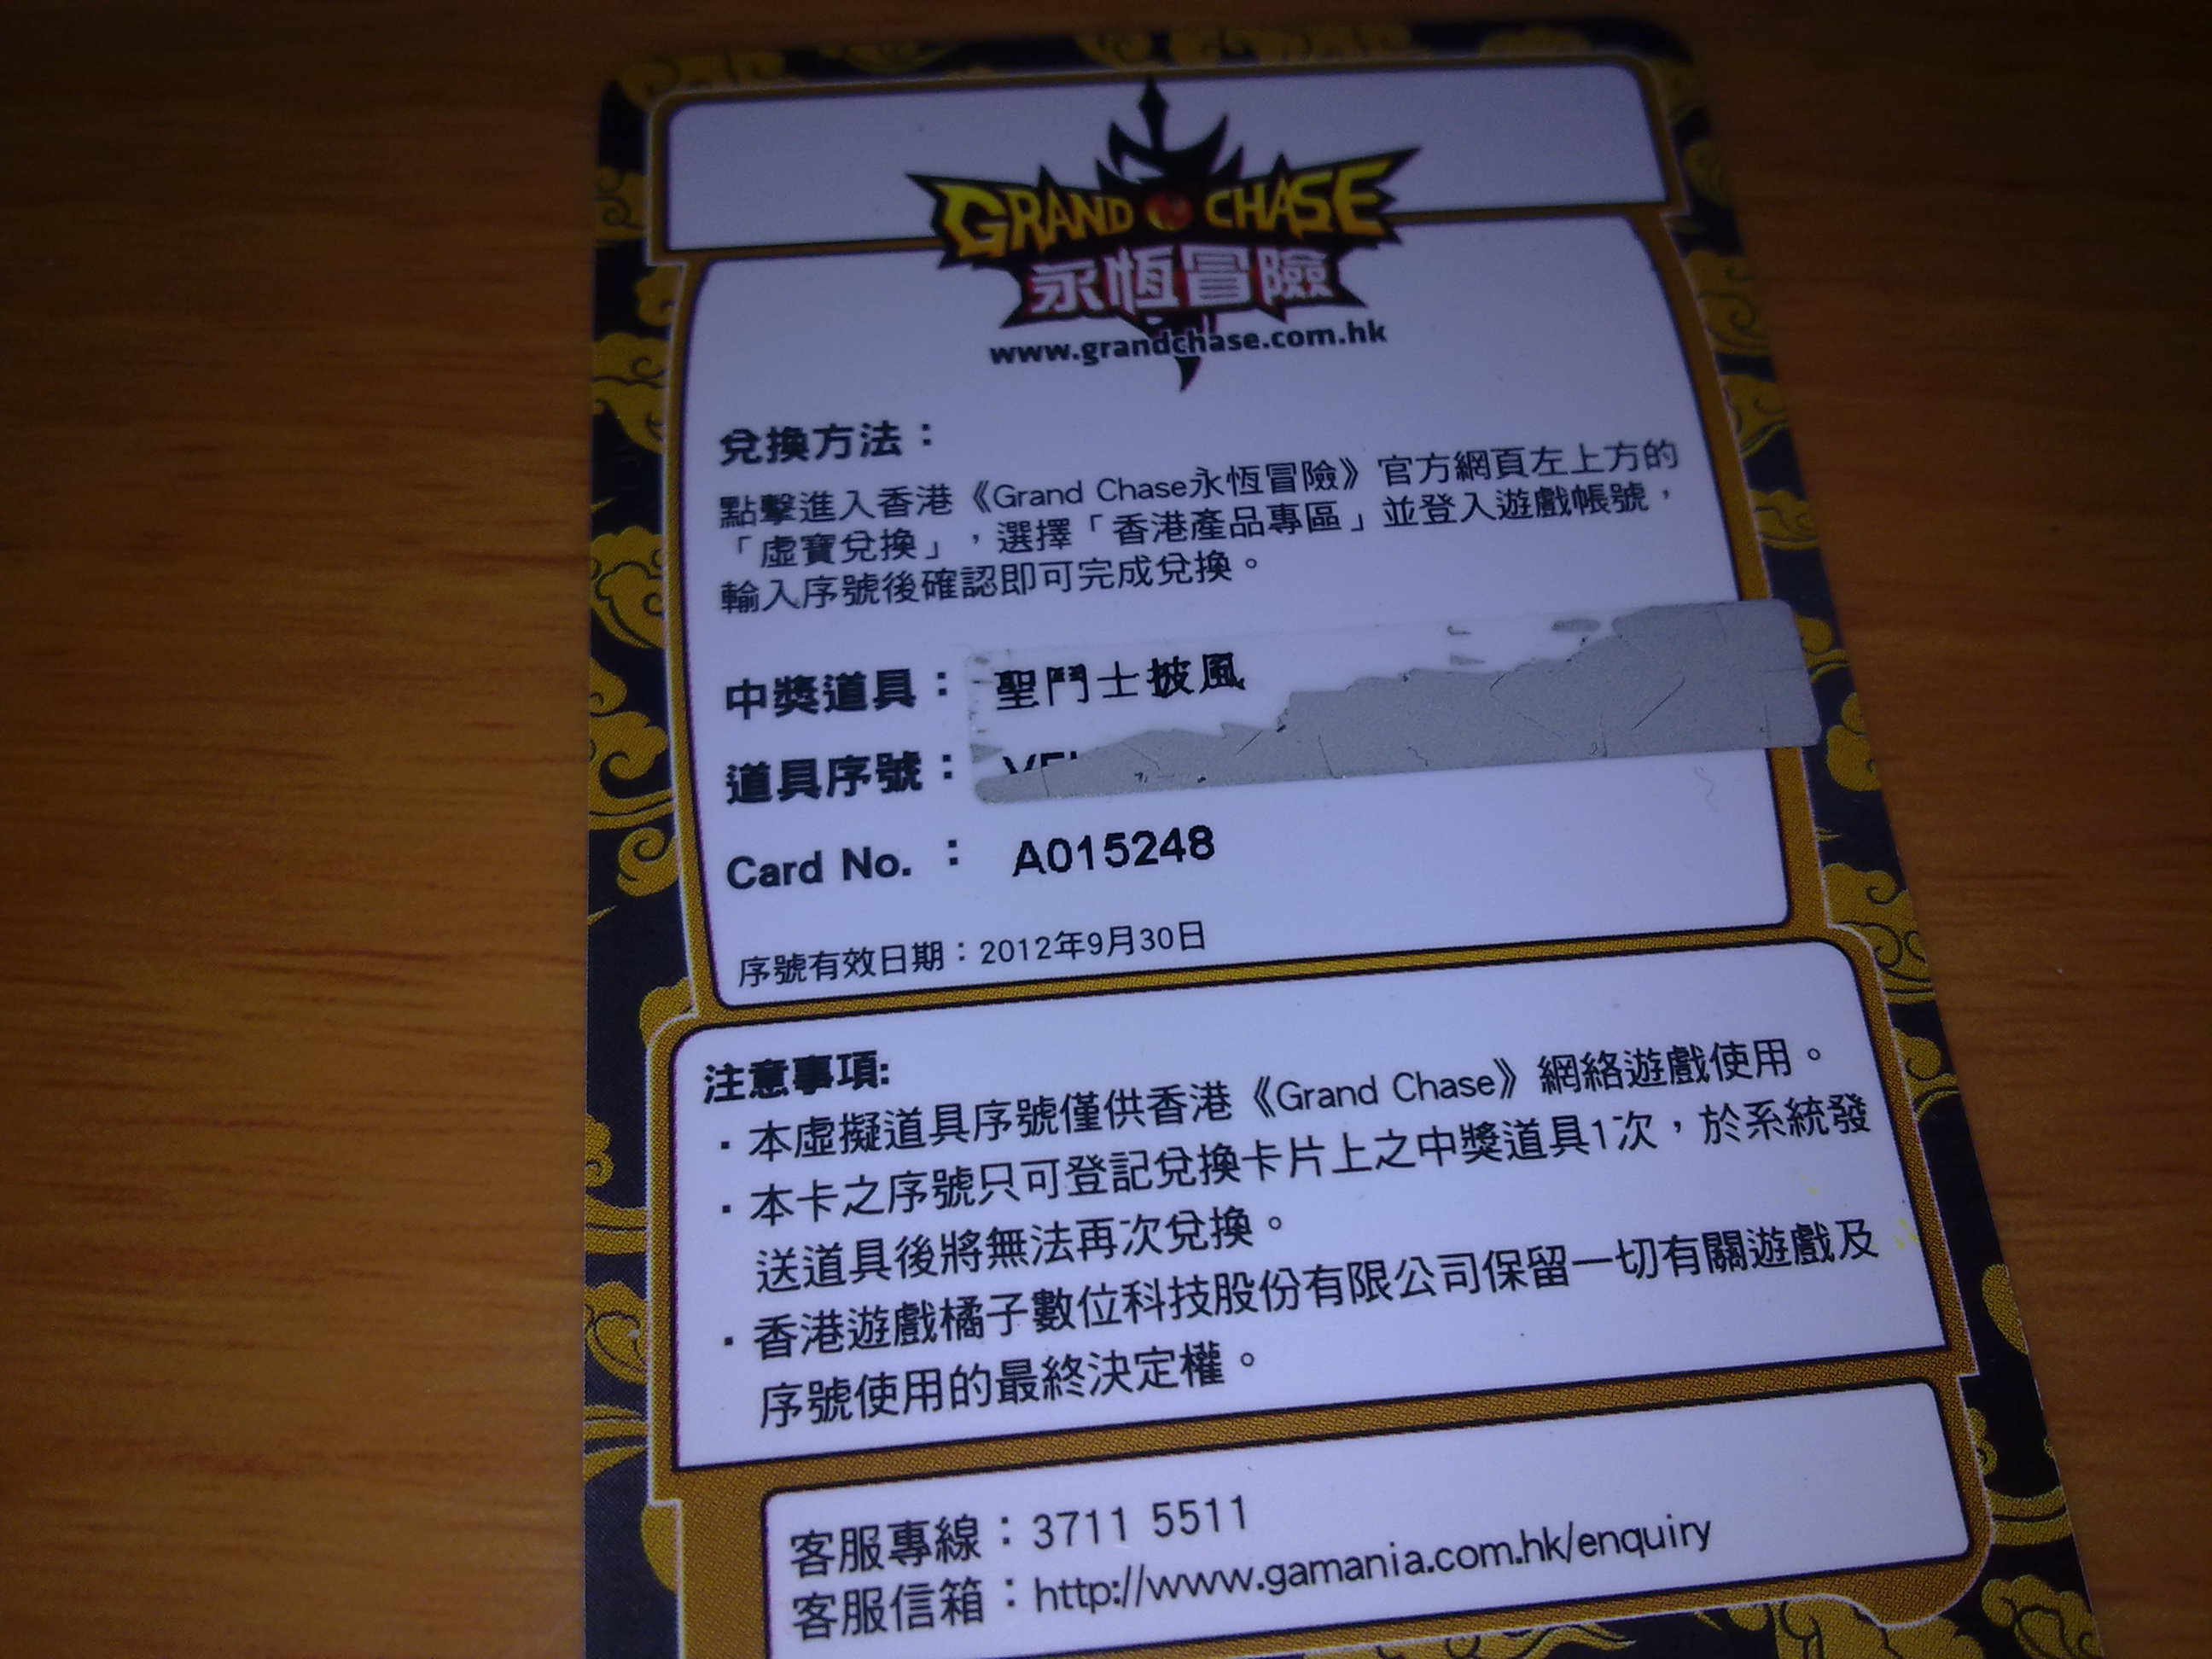 GRAND CHASE
永恆冒險
www.grandchase.com.hk
兌換方法：
點擊進入香港《Grand Chase永恆冒險》官方網頁左上方的
「虛寶兌換」，選擇「香港產品專區」並登入遊戲帳號，
輸入序號後確認即可完成兌換。
中獎道具：聖鬥士披風
道具序號：
Card No.：A015248
序號有效日期：2012年9月30日
注意事項:
·本虛擬道具序號僅供香港《Grand Chase》網絡遊戲使用。
·本卡之序號只可登記兌換卡片上之中獎道具1次，於系統發
送道具後將無法再次兌換。
·香港遊戲橘子數位科技股份有限公司保留一切有關遊戲及
序號使用的最終決定權。
客服專線：3711 5511
客服信箱：http://www.gamania.com.hk/enquiry